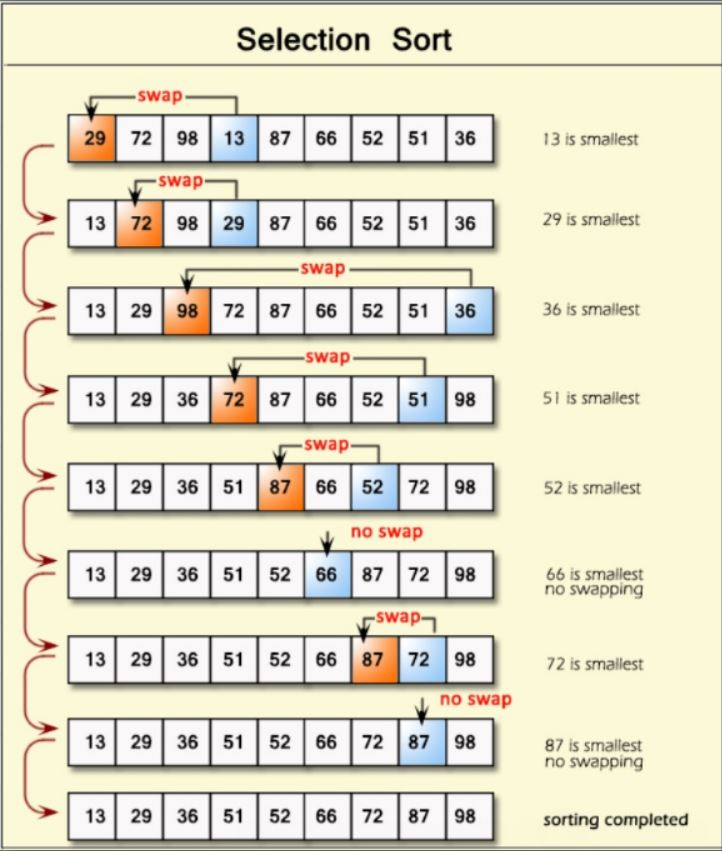 Selection Sort
swap
29 72 98 13 87 66 52 51 36 13 is smallest
swap
13 72 98 29 87 66 52 51 36 29 is smallest
swap
13 29 98 72 87 66 52 51 36 36 is smallest
swap
13 29 36 72 87 66 52 51 98 51 is smallest
swap
13 29 36 51 87 66 52 72 98 52 is smallest
no swap
13 29 36 51 52 66 87 72 98 66 is smallest
no swapping
swap
13 29 36 51 52 66 87 72 98 72 is smallest
no swap
13 29 36 51 52 66 72 87 98 87 is smallest
no swapping
13 29 36 51 52 66 72 87 98 sorting completed